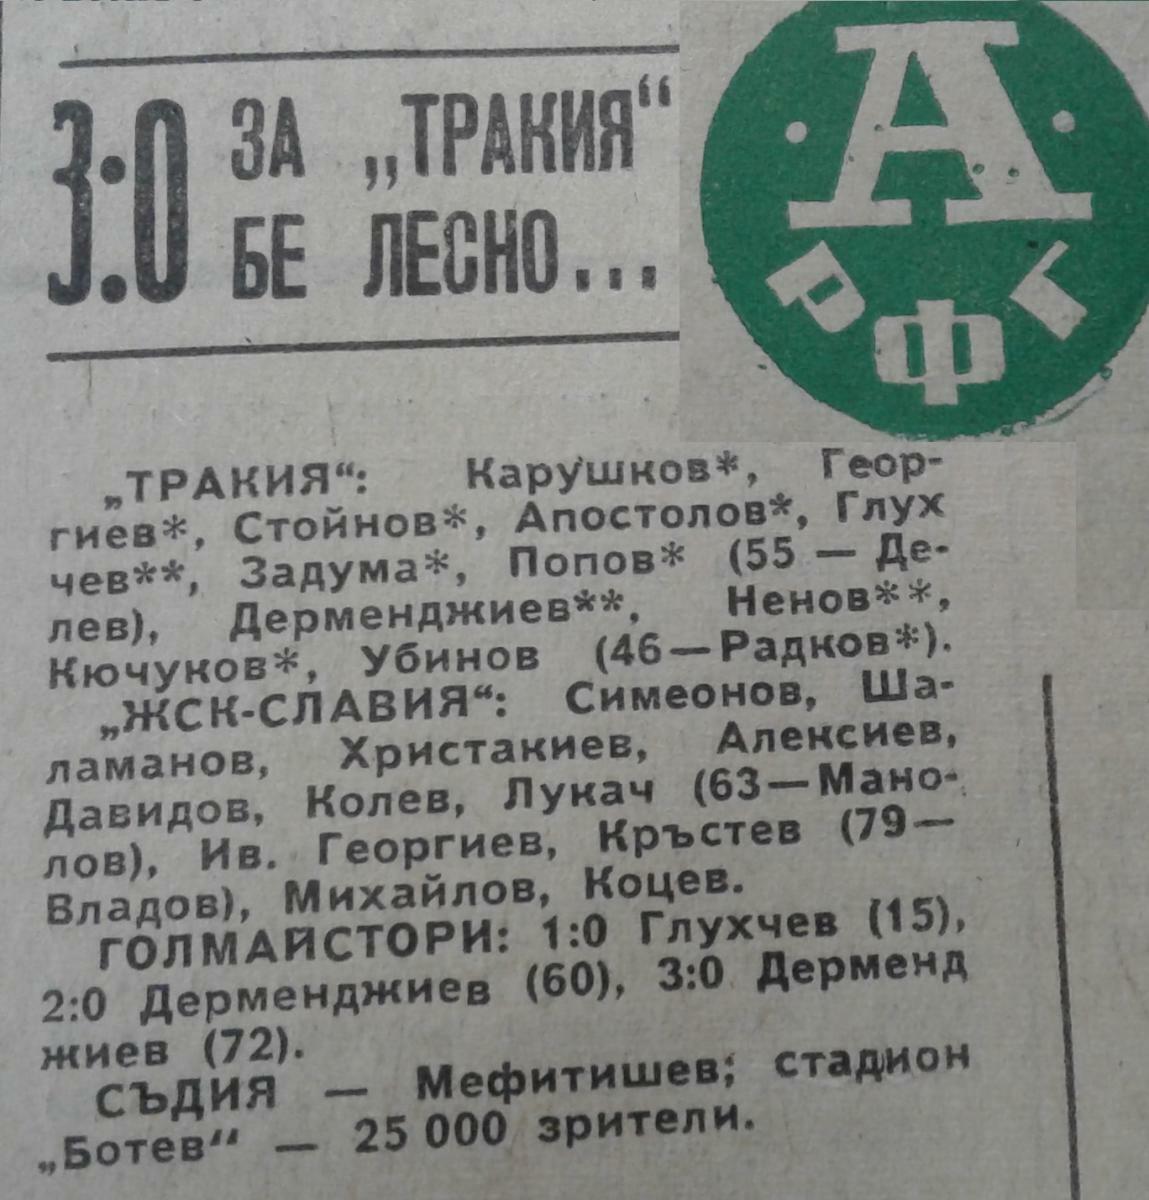 3:0 ЗА „ТРАКИЯ“
БЕ ЛЕСНО...
А
РФГ
„ТРАКИЯ“: Карушков*, Геор-
гиев*, Стойнов*, Апостолов*, Глух
чев**, Задума*, Попов* (55 — Де-
лев), Дерменджиев**, Ненов**,
Кючуков*, Убинов (46—Радков*).
„ЖСК-СЛАВИЯ“: Симеонов, Ша-
ламанов, Христакиев, Алексиев,
Давидов, Колев, Лукач (63—Мано-
лов), Ив. Георгиев, Кръстев (79—
Владов), Михайлов, Коцев.
ГОЛМАЙСТОРИ: 1:0 Глухчев (15),
2:0 Дерменджиев (60), 3:0 Дерменд
жиев (72).
СЪДИЯ — Мефитишев; стадион
„Ботев“ — 25 000 зрители.